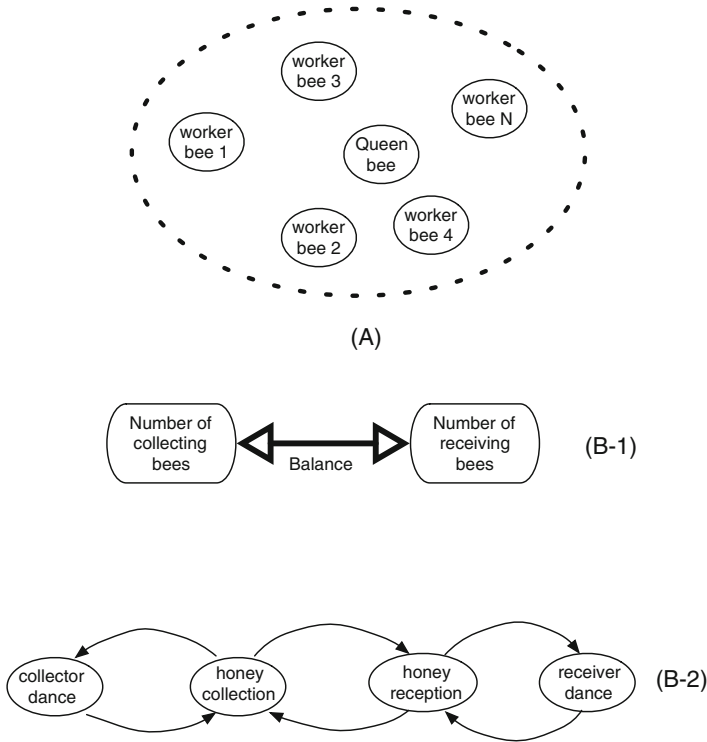 worker
bee 3
worker
bee N
worker
bee 1
Queen
bee
worker
bee 4
worker
bee 2
(A)
Number of
collecting
bees
Balance
Number of
receiving
bees
(B-1)
collector
dance
honey
collection
honey
reception
receiver
dance
(B-2)